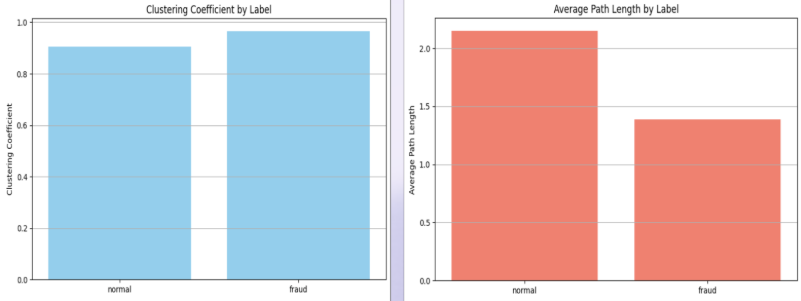 Clustering Coefficient by Label
Clustering Coefficient
1.0
0.8
0.6
0.4
0.2
0.0
normal fraud
Average Path Length by Label
Average Path Length
2.0
1.5
1.0
0.5
0.0
normal fraud